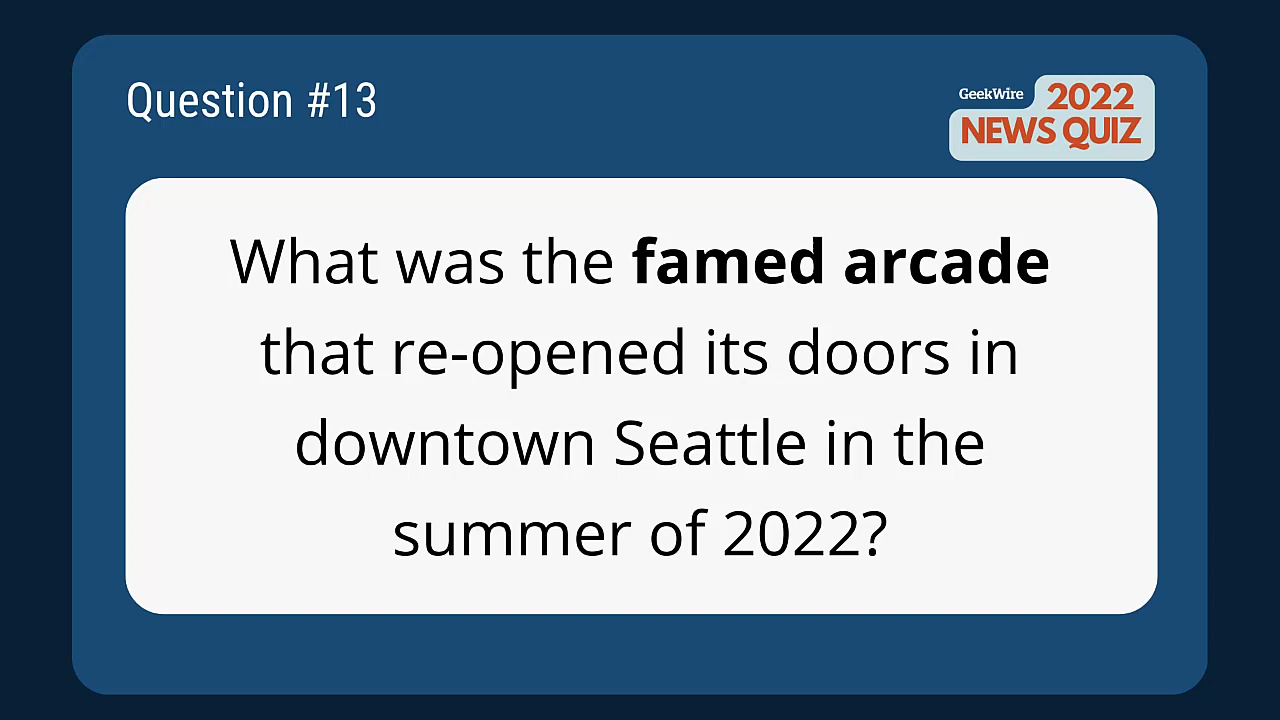 Question #13
GeekWire 2022
NEWS QUIZ
What was the famed arcade
that re-opened its doors in
downtown Seattle in the
summer of 2022?